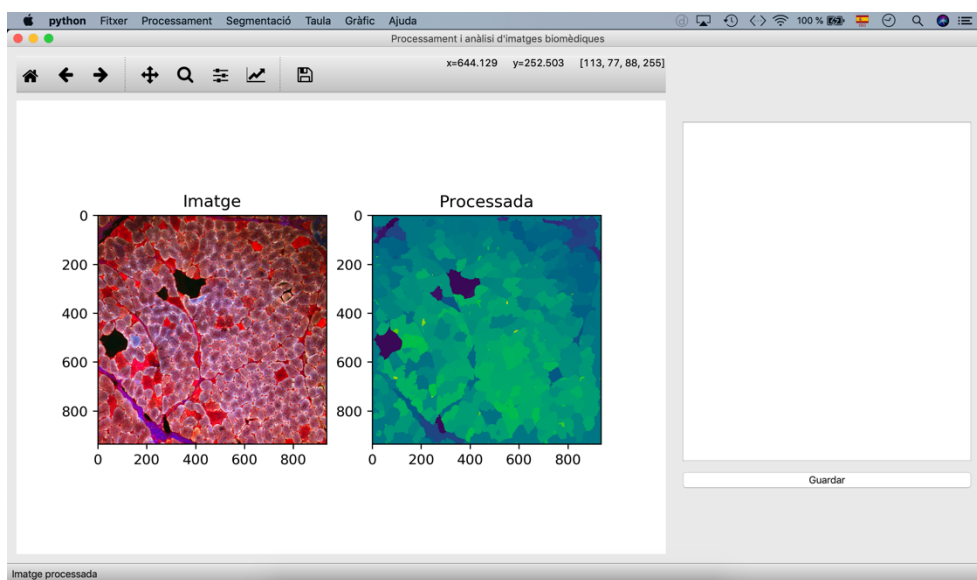 python Fitxer Processament Segmentació Taula Gràfic Ajuda 100 %
Processament i anàlisi d'imatges biomèdiques
x=644.129 y=252.503 [113, 77, 88, 255]
Imatge Processada
0 0
200 200
400 400
600 600
800 800
0 200 400 600 800 0 200 400 600 800
Guardar
Imatge processada